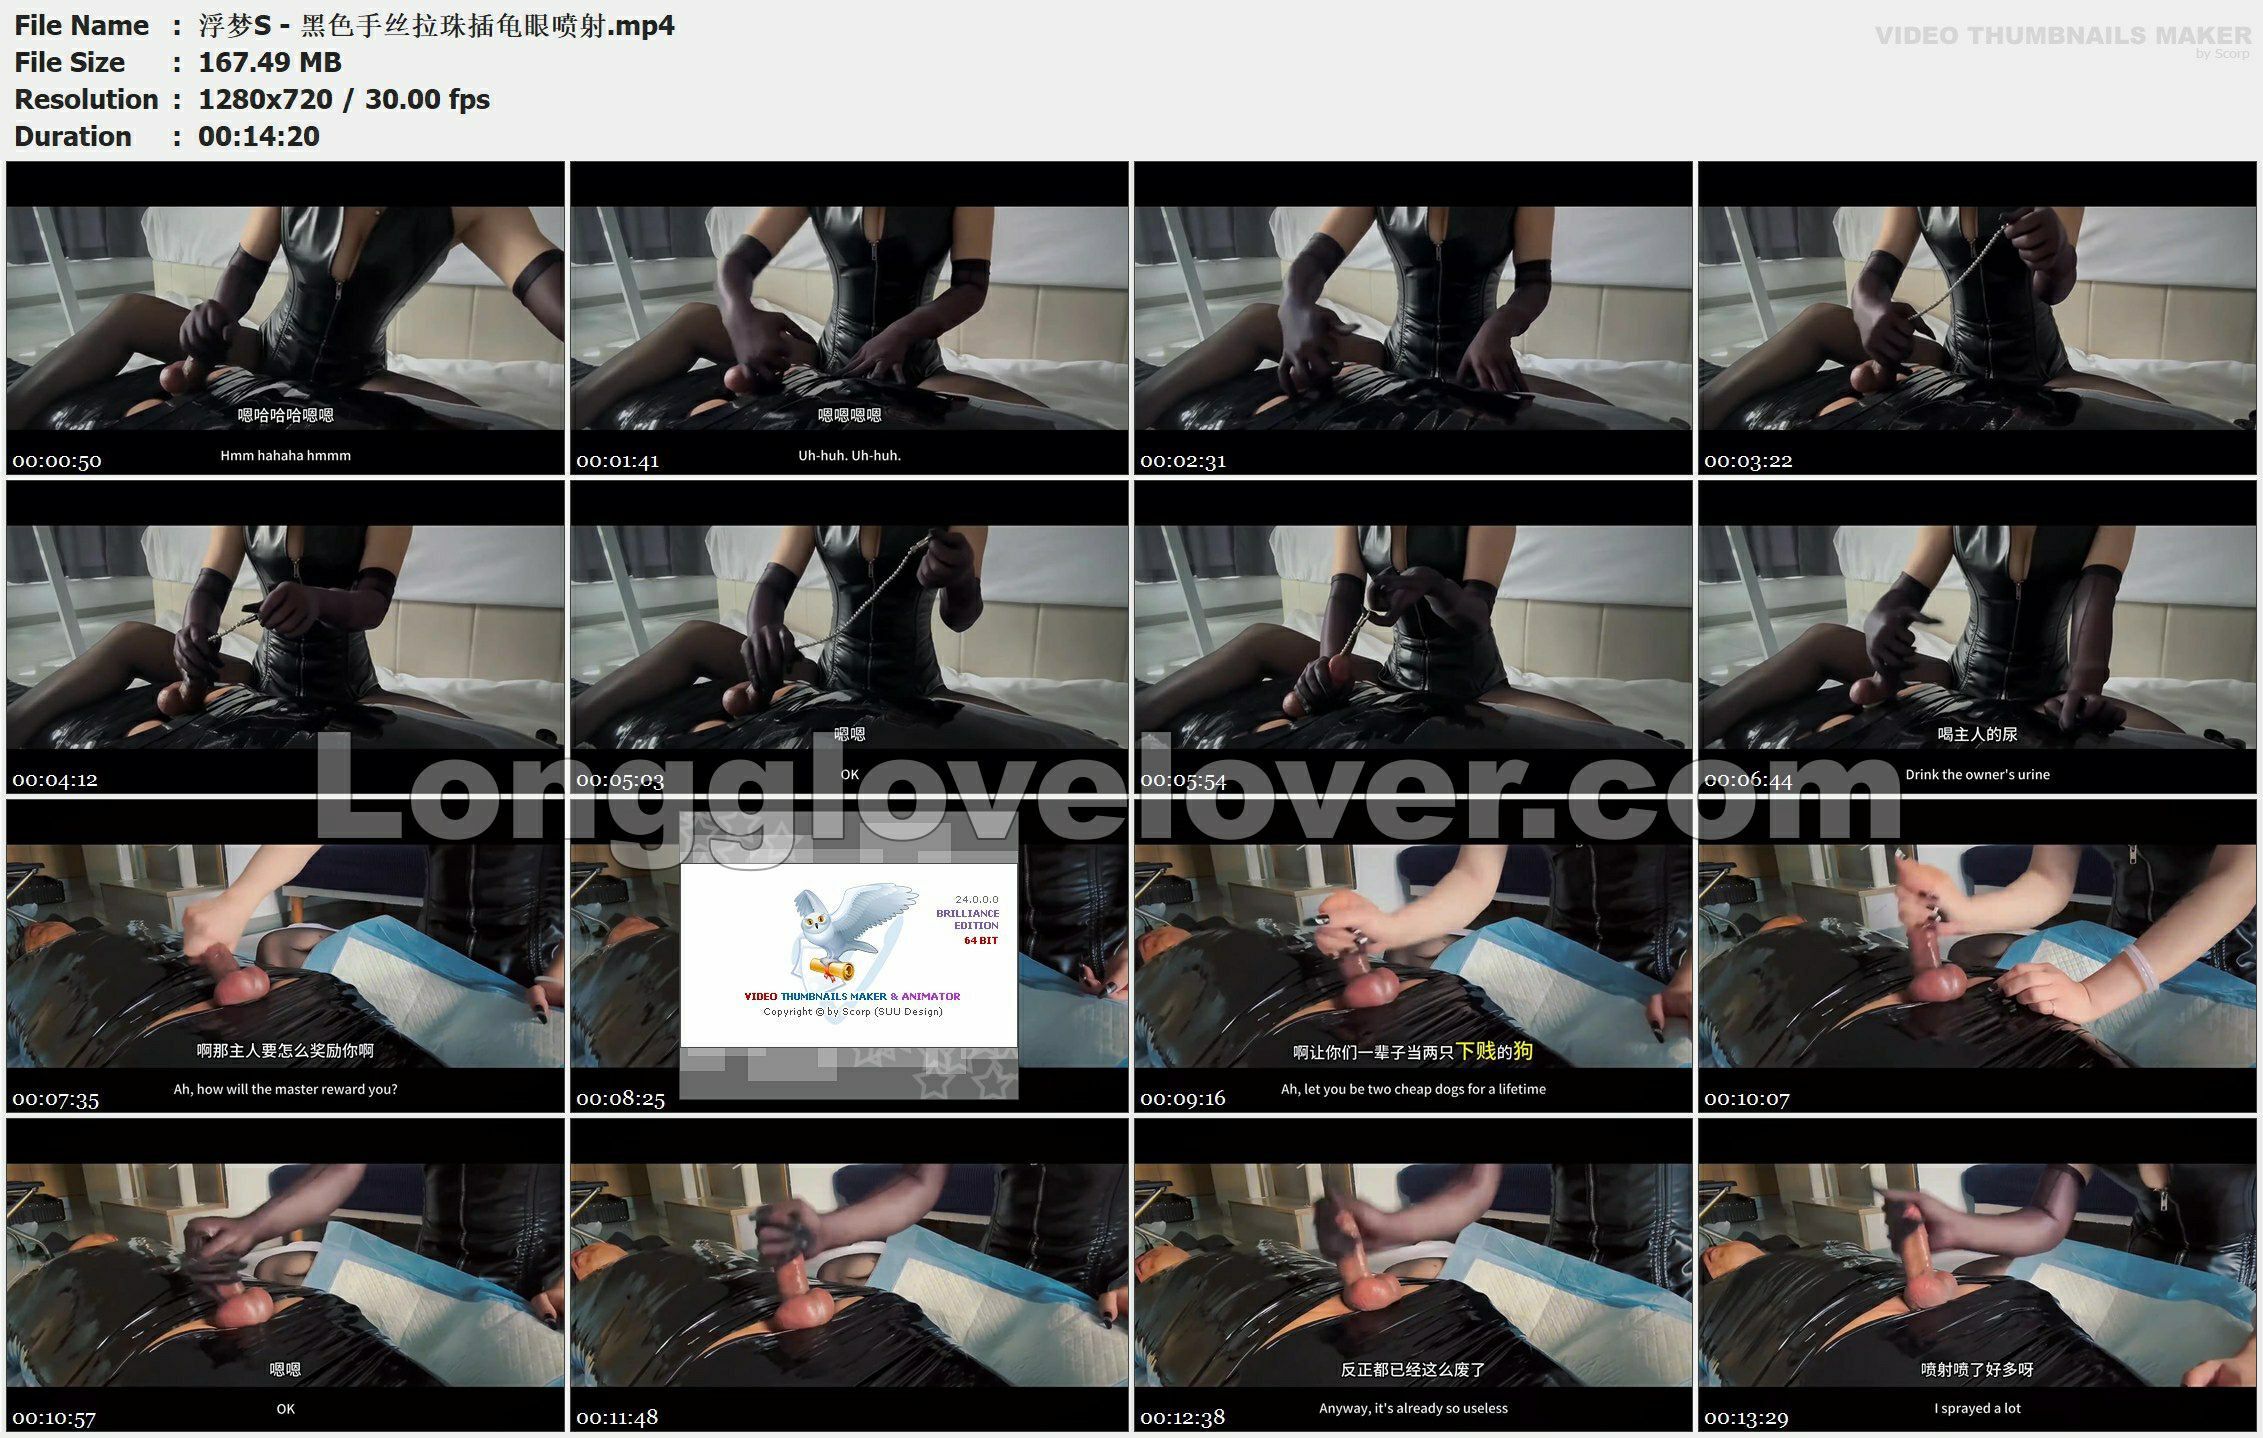 File Name : 浮梦S - 黑色手丝拉珠插龟眼喷射.mp4
VIDEO THUMBNAILS MAKER
by Scorp
File Size : 167.49 MB
Resolution : 1280x720 / 30.00 fps
Duration : 00:14:20
嗯哈哈哈嗯嗯
Hmm hahaha hmmm
00:00:50
嗯嗯嗯嗯
Uh-huh. Uh-huh.
00:01:41
00:02:31
00:03:22
00:04:12
嗯嗯
OK
00:05:03
00:05:54
喝主人的尿
Drink the owner's urine
00:06:44
Longglovelover.com
啊那主人要怎么奖励你啊
Ah, how will the master reward you?
00:07:35
24.0.0.0
BRILLIANCE
EDITION
64 BIT
VIDEO THUMBNAILS MAKER & ANIMATOR
Copyright © by Scorp (SUU Design)
00:08:25
啊让你们一辈子当两只下贱的狗
Ah, let you be two cheap dogs for a lifetime
00:09:16
00:10:07
嗯嗯
OK
00:10:57
00:11:48
反正都已经这么废了
Anyway, it's already so useless
00:12:38
喷射喷了好多呀
I sprayed a lot
00:13:29